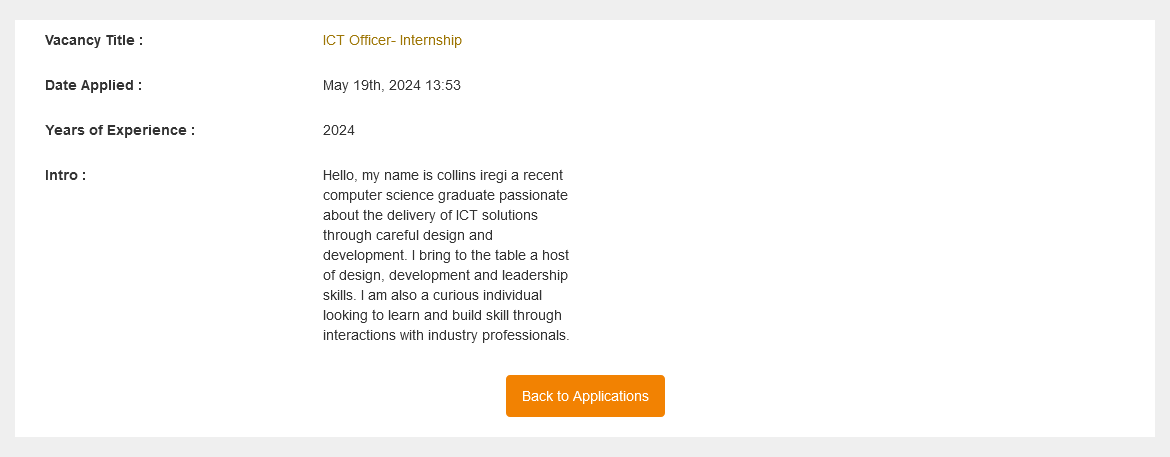 Vacancy Title : ICT Officer- Internship
Date Applied : May 19th, 2024 13:53
Years of Experience : 2024
Intro : Hello, my name is collins iregi a recent
computer science graduate passionate
about the delivery of ICT solutions
through careful design and
development. I bring to the table a host
of design, development and leadership
skills. I am also a curious individual
looking to learn and build skill through
interactions with industry professionals.
Back to Applications